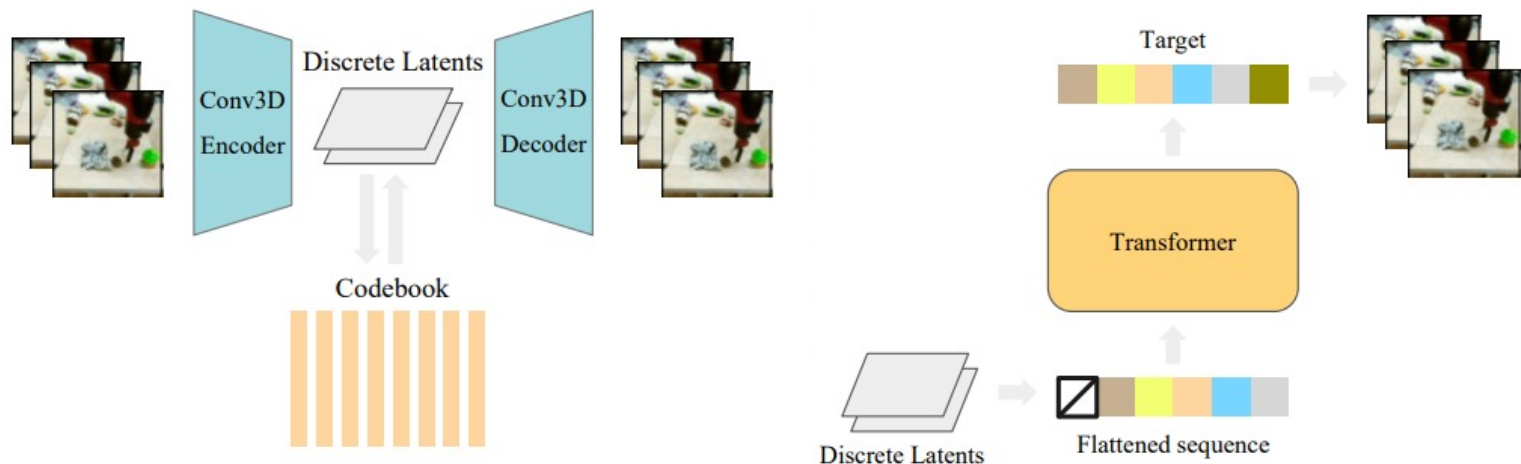 Discrete Latents
Conv3D
Encoder
Conv3D
Decoder
Codebook
Target
Transformer
Discrete Latents
Flattened sequence